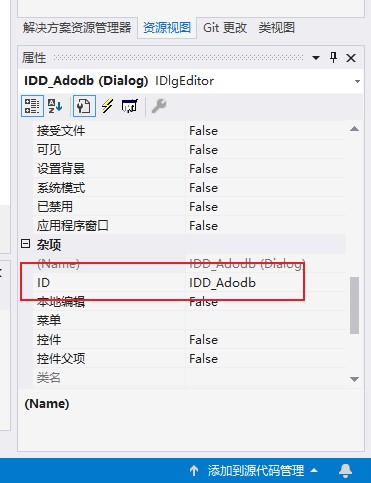 解决方案资源管理器 资源视图 Git 更改 类视图
属性
IDD_Adodb (Dialog) IDlgEditor
接受文件 False
可见 False
设置背景 False
系统模式 False
已禁用 False
应用程序窗口 False
杂项
(Name) IDD_Adodb (Dialog)
ID IDD_Adodb
本地编辑 False
菜单
控件 False
控件父项 False
类名
(Name)
添加到源代码管理